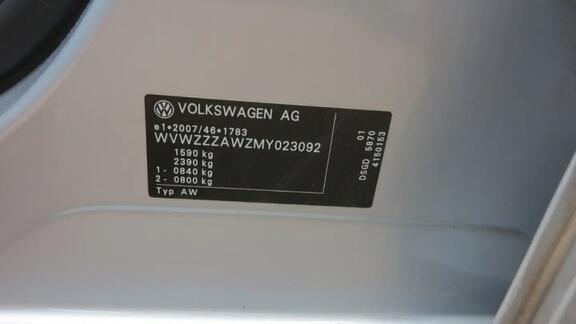 VOLKSWAGEN AG
e1*2007/46*1783
WVWZZZAWZMY023092
1590 kg
2390 kg
1 - 0840 kg
2 - 0800 kg
Typ AW
01
DSGD 5870
4150153